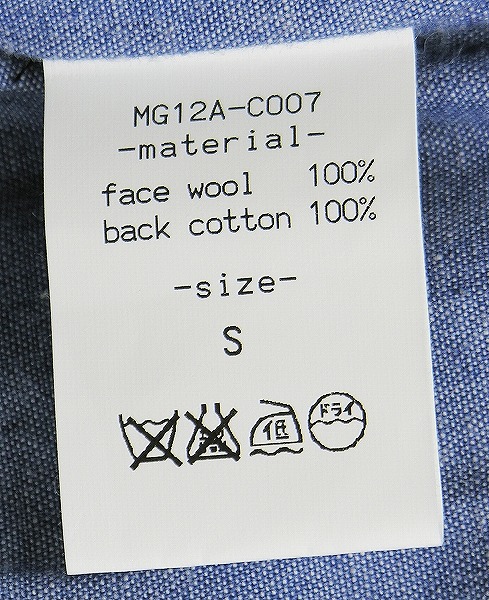 MG12A-C007
-material-
face wool 100%
back cotton 100%
-size-
S
低 ドライ